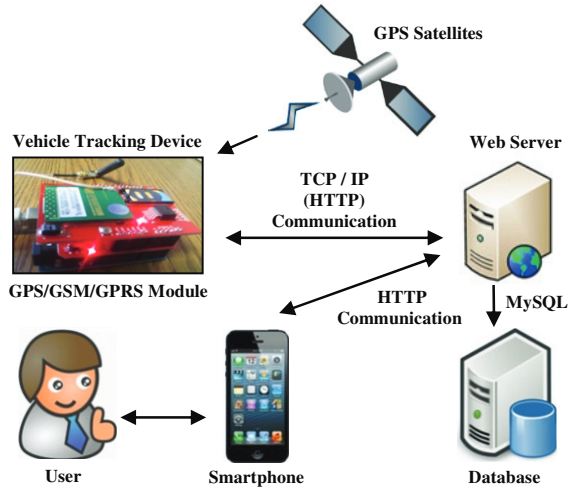 GPS Satellites
Vehicle Tracking Device
Web Server
TCP / IP
(HTTP)
Communication
GPS/GSM/GPRS Module
HTTP
Communication
MySQL
User
Smartphone
Database